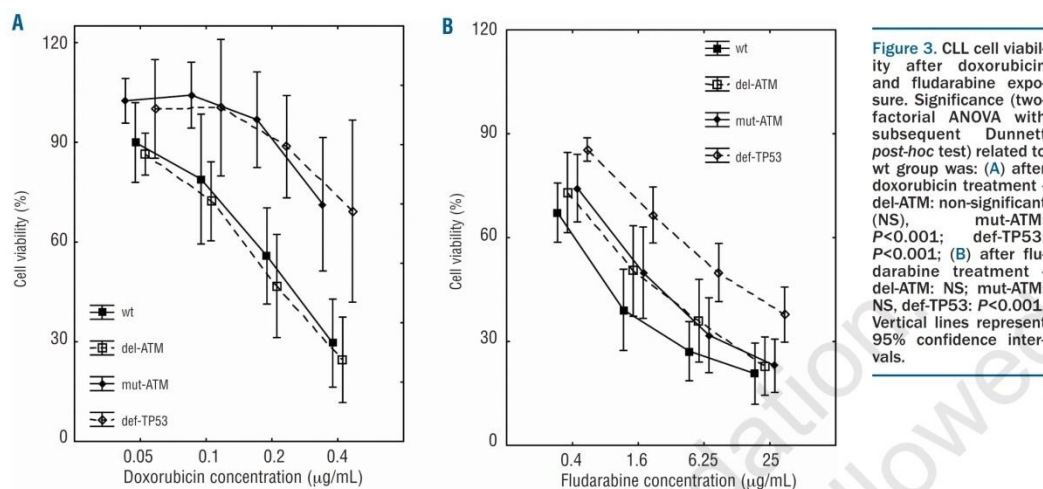 A
120
90
60
30
0
Cell viability (%)
wt
del-ATM
mut-ATM
def-TP53
0.05 0.1 0.2 0.4
Doxorubicin concentration (µg/mL)
B
120
90
60
30
0
Cell viability (%)
wt
del-ATM
mut-ATM
def-TP53
0.4 1.6 6.25 25
Fludarabine concentration (µg/mL)
Figure 3. CLL cell viabil-
ity after doxorubicin
and fludarabine expo-
sure. Significance (two-
factorial ANOVA with
subsequent Dunnett
post-hoc test) related to
wt group was: (A) after
doxorubicin treatment -
del-ATM: non-significant
(NS), mut-ATM:
P<0.001; def-TP53:
P<0.001; (B) after flu-
darabine treatment -
del-ATM: NS; mut-ATM:
NS, def-TP53: P<0.001.
Vertical lines represent
95% confidence inter-
vals.